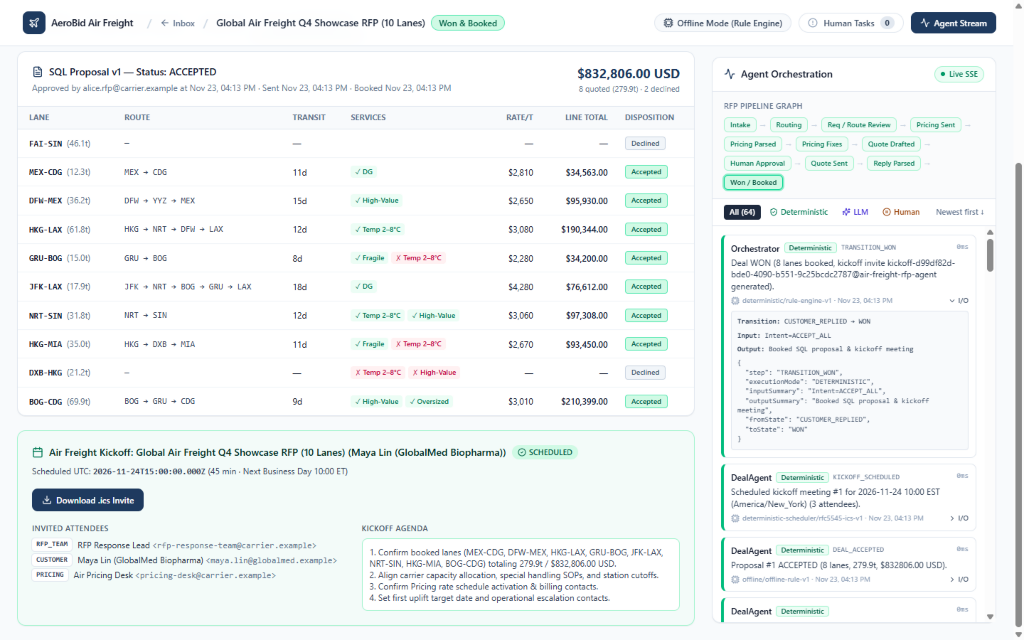 AeroBid Air Freight / ← Inbox / Global Air Freight Q4 Showcase RFP (10 Lanes) Won & Booked
Offline Mode (Rule Engine) Human Tasks 0 Agent Stream
SQL Proposal v1 — Status: ACCEPTED
Approved by alice.rfp@carrier.example at Nov 23, 04:13 PM · Sent Nov 23, 04:13 PM · Booked Nov 23, 04:13 PM
$832,806.00 USD
8 quoted (279.9t) · 2 declined
LANE ROUTE TRANSIT SERVICES RATE/T LINE TOTAL DISPOSITION
FAI-SIN (46.1t) — — — — Declined
MEX-CDG (12.3t) MEX → CDG 11d ✓ DG $2,810 $34,563.00 Accepted
DFW-MEX (36.2t) DFW → YYZ → MEX 15d ✓ High-Value $2,650 $95,930.00 Accepted
HKG-LAX (61.8t) HKG → NRT → DFW → LAX 12d ✓ Temp 2–8°C $3,080 $190,344.00 Accepted
GRU-BOG (15.0t) GRU → BOG 8d ✓ Fragile ✗ Temp 2–8°C $2,280 $34,200.00 Accepted
JFK-LAX (17.9t) JFK → NRT → BOG → GRU → LAX 18d ✓ DG $4,280 $76,612.00 Accepted
NRT-SIN (31.8t) NRT → SIN 12d ✓ Temp 2–8°C ✓ High-Value $3,060 $97,308.00 Accepted
HKG-MIA (35.0t) HKG → DXB → MIA 11d ✓ Fragile ✗ Temp 2–8°C $2,670 $93,450.00 Accepted
DXB-HKG (21.2t) — — ✗ Temp 2–8°C ✗ High-Value — — Declined
BOG-CDG (69.9t) BOG → GRU → CDG 9d ✓ High-Value ✓ Oversized $3,010 $210,399.00 Accepted
Air Freight Kickoff: Global Air Freight Q4 Showcase RFP (10 Lanes) (Maya Lin (GlobalMed Biopharma)) SCHEDULED
Scheduled UTC: 2026-11-24T15:00:00.000Z (45 min · Next Business Day 10:00 ET)
Download .ics Invite
INVITED ATTENDEES
RFP_TEAM RFP Response Lead <rfp-response-team@carrier.example>
CUSTOMER Maya Lin (GlobalMed Biopharma) <maya.lin@globalmed.example>
PRICING Air Pricing Desk <pricing-desk@carrier.example>
KICKOFF AGENDA
1. Confirm booked lanes (MEX-CDG, DFW-MEX, HKG-LAX, GRU-BOG, JFK-LAX,
NRT-SIN, HKG-MIA, BOG-CDG) totaling 279.9t / $832,806.00 USD.
2. Align carrier capacity allocation, special handling SOPs, and station cutoffs.
3. Confirm Pricing rate schedule activation & billing contacts.
4. Set first uplift target date and operational escalation contacts.
Agent Orchestration Live SSE
RFP PIPELINE GRAPH
Intake → Routing → Req / Route Review → Pricing Sent →
Pricing Parsed → Pricing Fixes → Quote Drafted →
Human Approval → Quote Sent → Reply Parsed →
Won / Booked
All (64) Deterministic LLM Human Newest first ↓
Orchestrator Deterministic TRANSITION_WON 0ms
Deal WON (8 lanes booked, kickoff invite kickoff-d99df82d-
bde0-4090-b551-9c25bcdc2787@air-freight-rfp-agent
generated).
deterministic/rule-engine-v1 · Nov 23, 04:13 PM I/O
Transition: CUSTOMER_REPLIED → WON
Input: Intent=ACCEPT_ALL
Output: Booked SQL proposal & kickoff meeting
{
"step": "TRANSITION_WON",
"executionMode": "DETERMINISTIC",
"inputSummary": "Intent=ACCEPT_ALL",
"outputSummary": "Booked SQL proposal & kickoff
meeting",
"fromState": "CUSTOMER_REPLIED",
"toState": "WON"
}
DealAgent Deterministic KICKOFF_SCHEDULED 0ms
Scheduled kickoff meeting #1 for 2026-11-24 10:00 EST
(America/New_York) (3 attendees).
deterministic-scheduler/rfc5545-ics-v1 · Nov 23, 04:13 PM I/O
DealAgent Deterministic DEAL_ACCEPTED 0ms
Proposal #1 ACCEPTED (8 lanes, 279.9t, $832806.00 USD).
offline/offline-rule-v1 · Nov 23, 04:13 PM I/O
DealAgent Deterministic 0ms